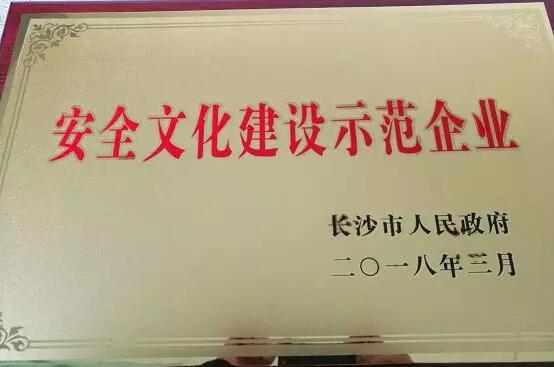 安全文化建设示范企业
长沙市人民政府
二〇一八年三月